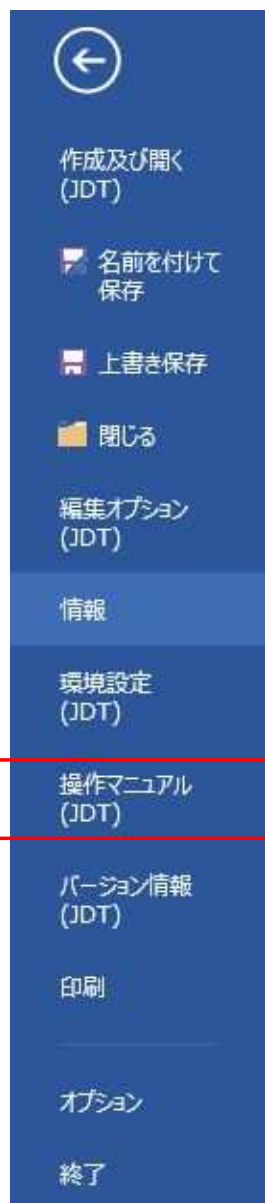 作成及び開く
(JDT)
名前を付けて
保存
上書き保存
閉じる
編集オプション
(JDT)
情報
環境設定
(JDT)
操作マニュアル
(JDT)
バージョン情報
(JDT)
印刷
オプション
終了